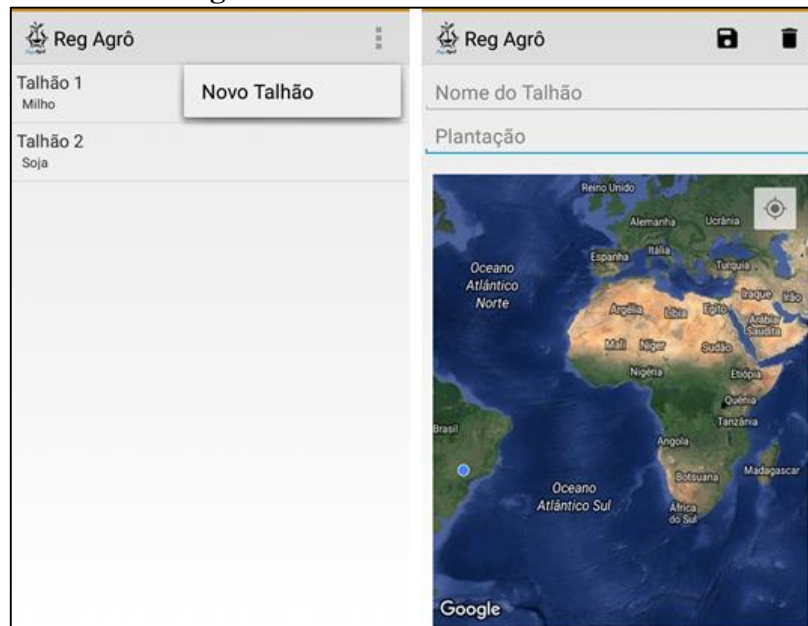 Reg Agrô
Talhão 1
Milho
Novo Talhão
Talhão 2
Soja
Reg Agrô
Nome do Talhão
Plantação
Reino Unido
Alemanha
Ucrânia
Itália
Espanha
Turquia
Oceano
Atlântico
Norte
Iraque
Irão
Argélia
Líbia
Egito
Arábia
Saudita
Mali
Níger
Sudão
Nigéria
Etiópia
Quénia
Tanzânia
Brasil
Angola
Madagascar
Botsuana
Oceano
Atlântico Sul
África
do Sul
Google